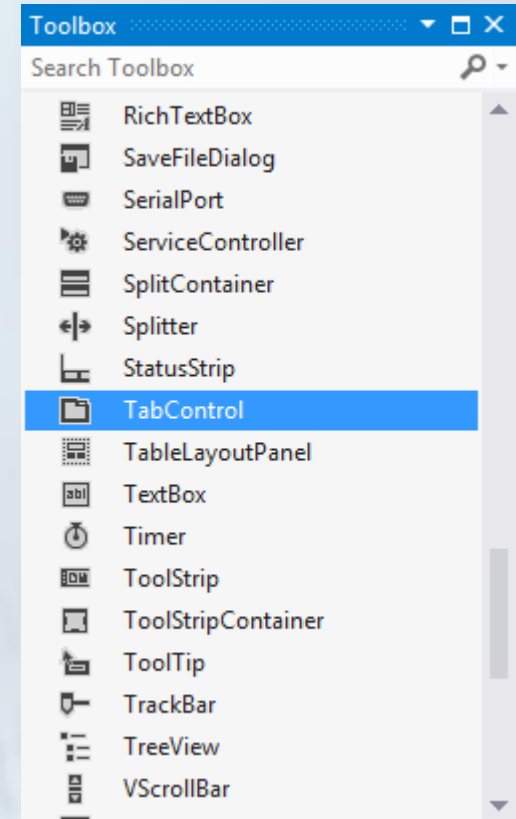 Toolbox
Search Toolbox
RichTextBox
SaveFileDialog
SerialPort
ServiceController
SplitContainer
Splitter
StatusStrip
TabControl
TableLayoutPanel
abl TextBox
Timer
ToolStrip
ToolStripContainer
ToolTip
TrackBar
TreeView
VScrollBar